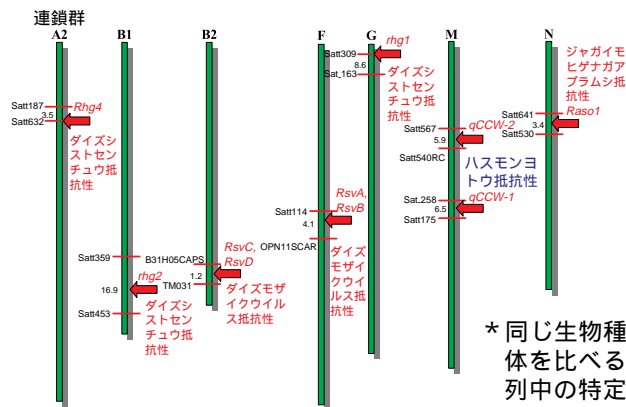 連鎖群
A2
B1
B2
F
G
M
N
Satt187
3.5
Satt632
Rhg4
ダイズシ
ストセン
チュウ抵
抗性
Satt359
16.9
Satt453
rhg2
ダイズシ
ストセン
チュウ抵
抗性
B31H05CAPS
1.2
TM031
RsvC,
RsvD
ダイズモザ
イクウイル
ス抵抗性
Satt114
4.1
OPN11SCAR
RsvA,
RsvB
ダイズ
モザイ
クウイ
ルス抵
抗性
Satt309
8.6
Sat_163
rhg1
ダイズシ
ストセン
チュウ抵
抗性
Satt567
5.9
Satt540RC
qCCW-2
ハスモンヨ
トウ抵抗性
Sat_258
6.5
Satt175
qCCW-1
ジャガイモ
ヒゲナガア
ブラムシ抵
抗性
Satt641
3.4
Satt530
Raso1
*同じ生物種
体を比べる
列中の特定